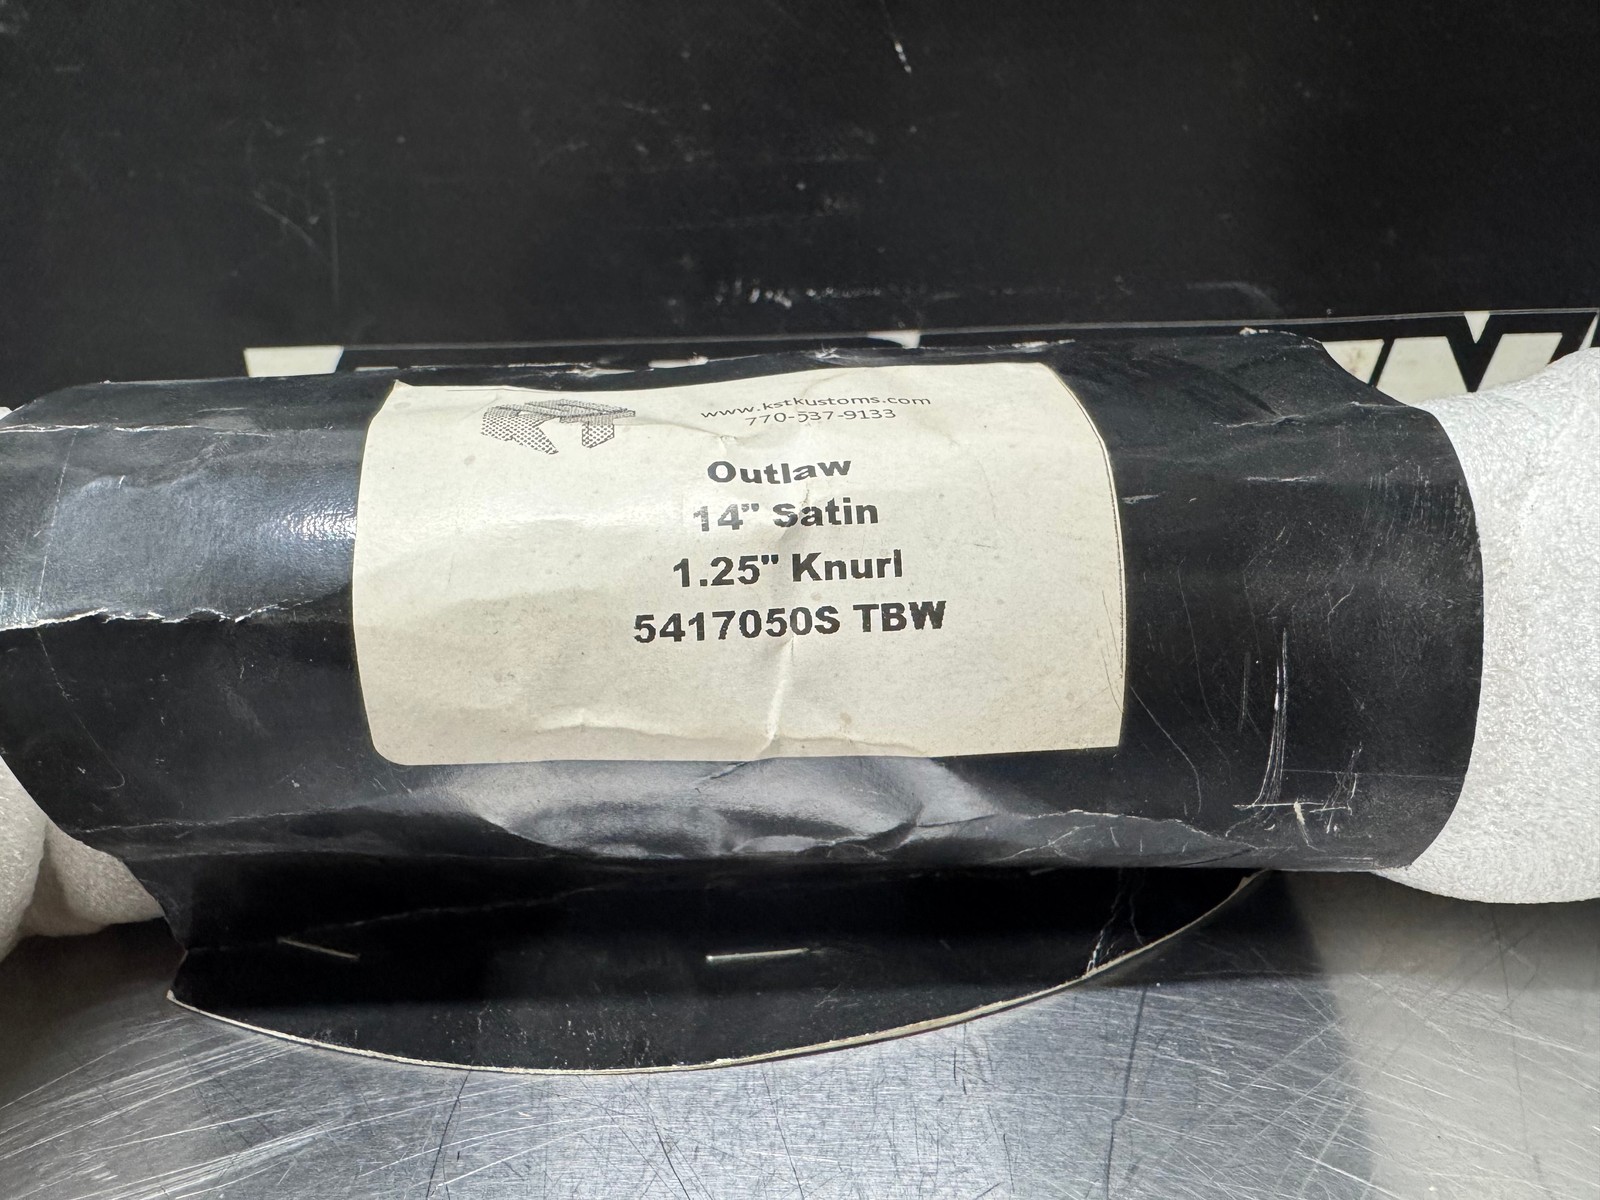 www.kstkustoms.com
770-537-9133
Outlaw
14" Satin
1.25" Knurl
5417050S TBW